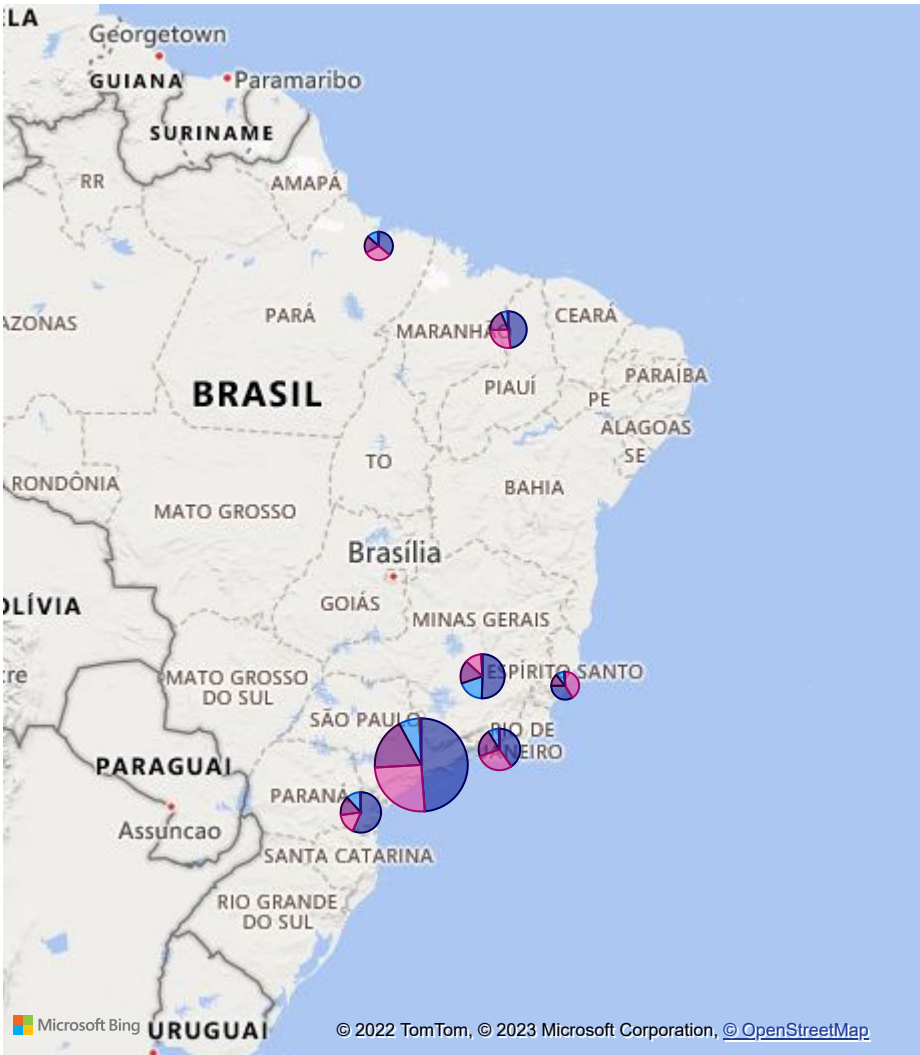 LA
Georgetown
GUIANA
Paramaribo
SURINAME
RR
AMAPÁ
AZONAS
PARÁ
MARANHÃO
CEARÁ
BRASIL
PIAUÍ
PARAÍBA
PE
ALAGOAS
SE
TO
RONDÔNIA
BAHIA
MATO GROSSO
Brasília
OLÍVIA
GOIÁS
MINAS GERAIS
cre
MATO GROSSO
DO SUL
ESPÍRITO SANTO
SÃO PAULO
RIO DE
JANEIRO
PARAGUAI
PARANÁ
Assuncao
SANTA CATARINA
RIO GRANDE
DO SUL
Microsoft Bing
URUGUAI
© 2022 TomTom, © 2023 Microsoft Corporation, © OpenStreetMap